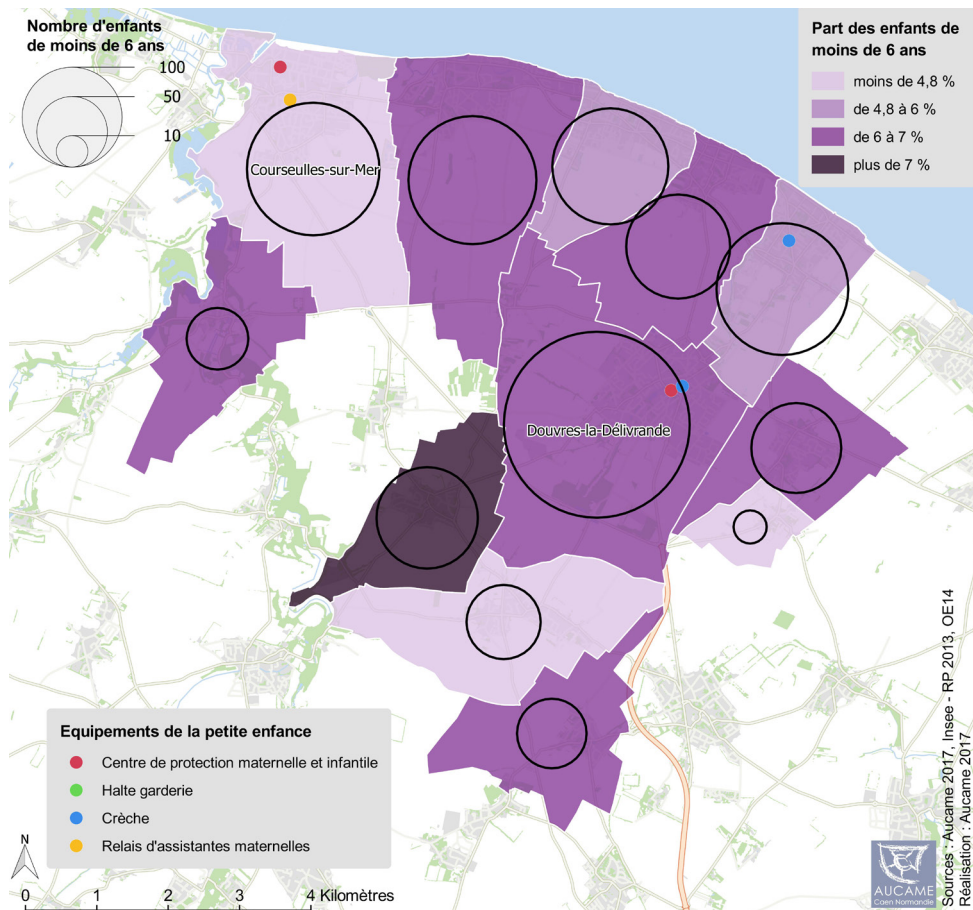 Nombre d'enfants
de moins de 6 ans
100
50
10
Part des enfants de
moins de 6 ans
moins de 4,8 %
de 4,8 à 6 %
de 6 à 7 %
plus de 7 %
Courseulles-sur-Mer
Douvres-la-Délivrande
Equipements de la petite enfance
Centre de protection maternelle et infantile
Halte garderie
Crèche
Relais d'assistantes maternelles
N
0 1 2 3 4 Kilomètres
AUCAME
Caen Normandie
Sources : Aucame 2017, Insee - RP 2013, OE14
Réalisation : Aucame 2017